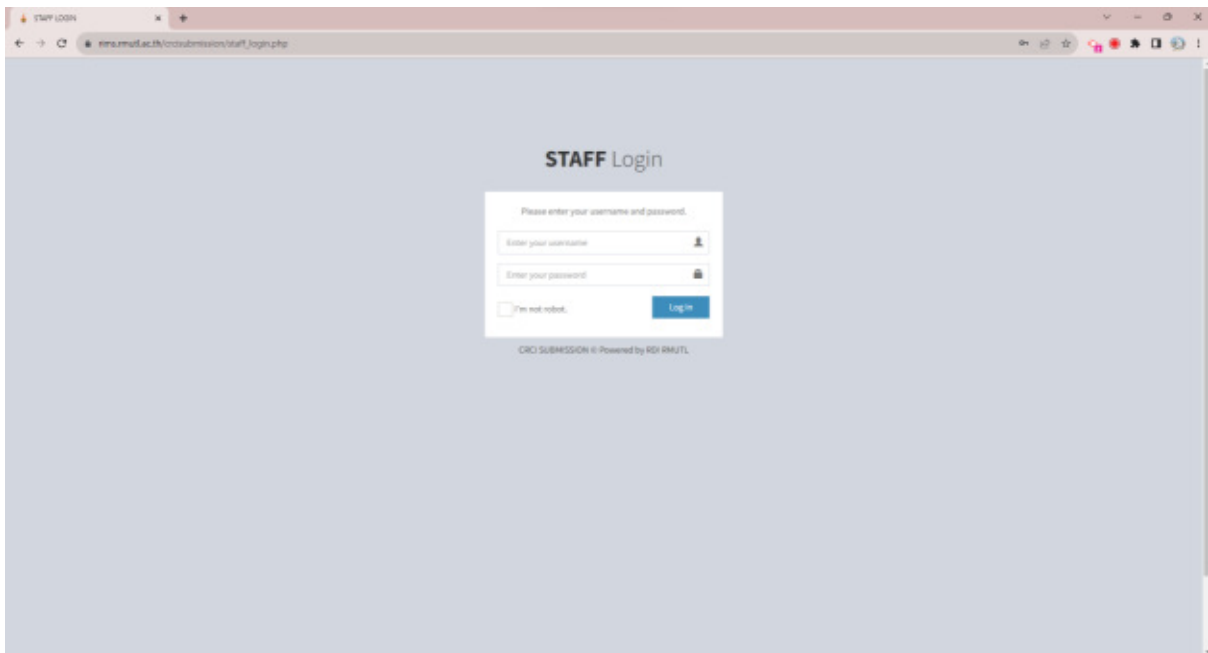 STAFF LOGIN
rims.rmutl.ac.th/crcisubmission/staff_login.php
STAFF Login
Please enter your username and password.
Enter your username
Enter your password
I'm not robot.
Log in
CRCI SUBMISSION © Powered by RDI RMUTL